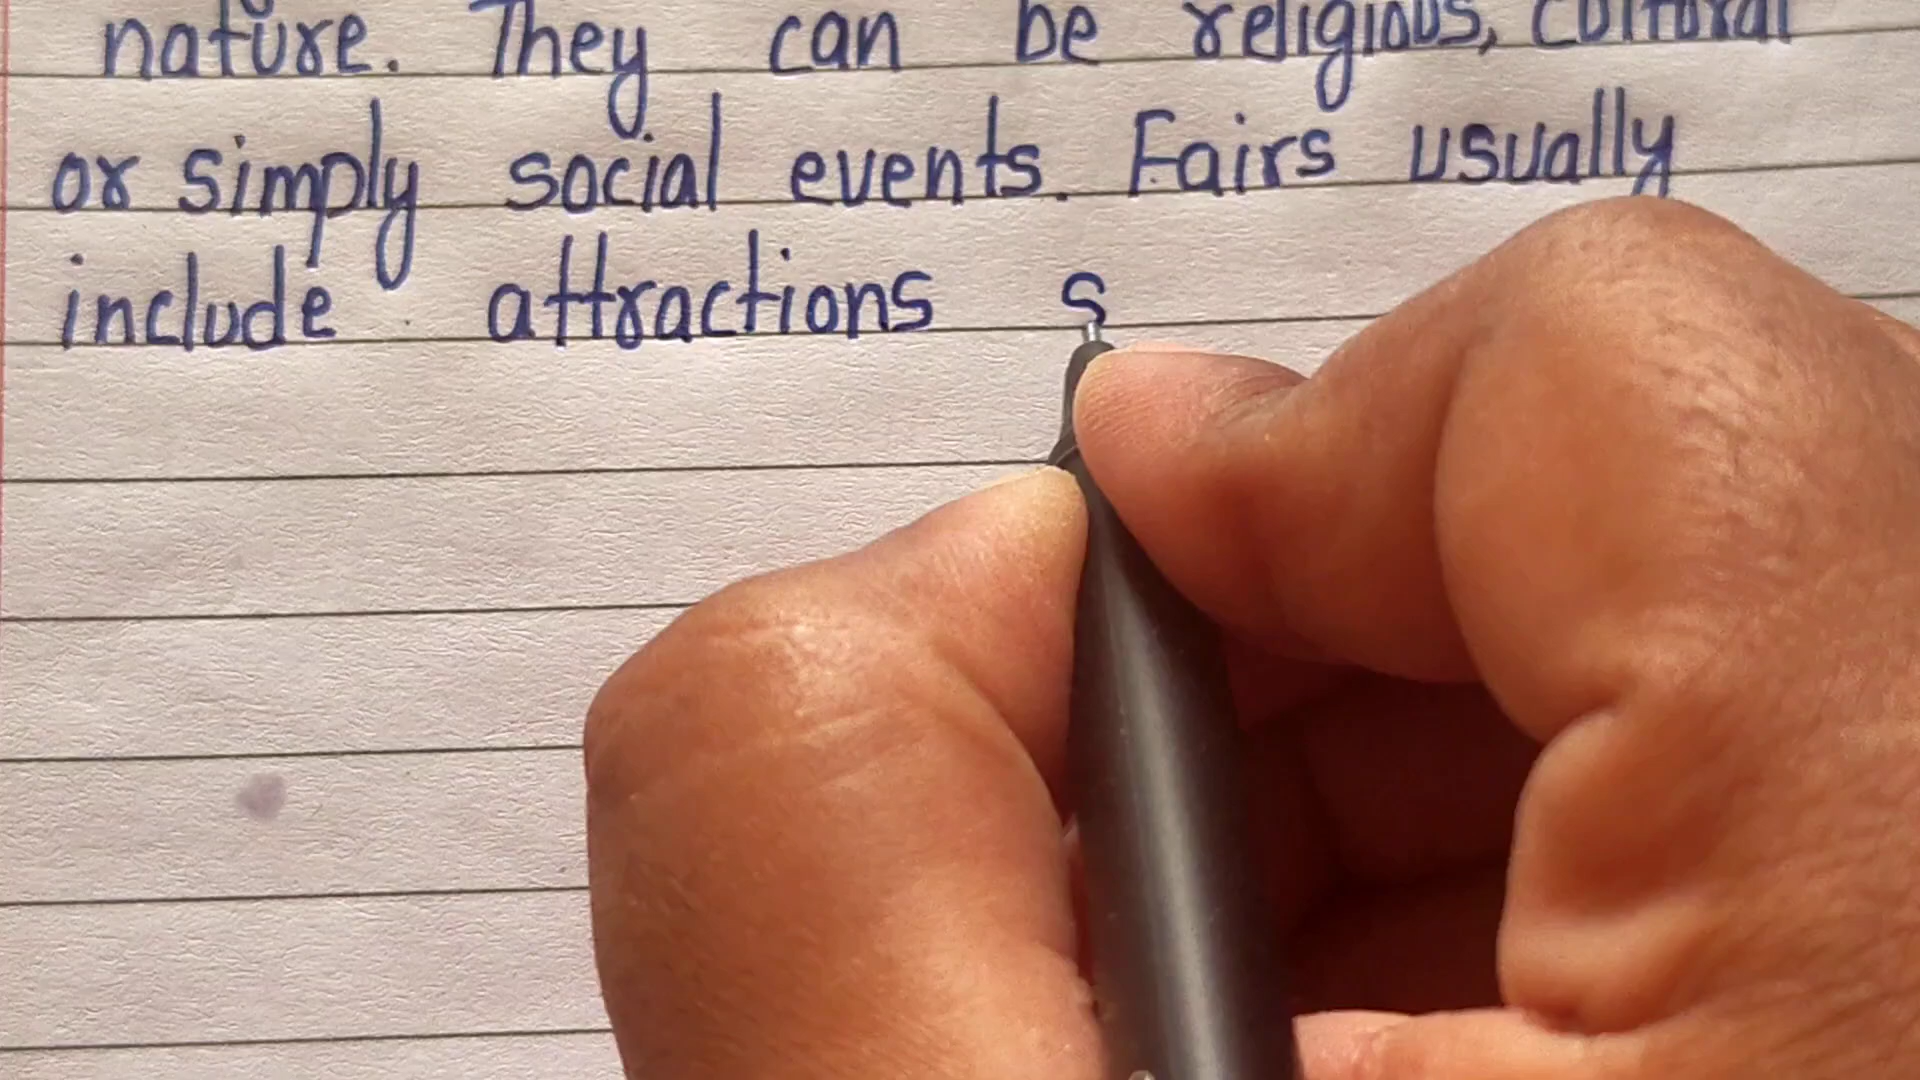 nature. They can be religious, cultural
or simply social events. Fairs usually
include attractions s